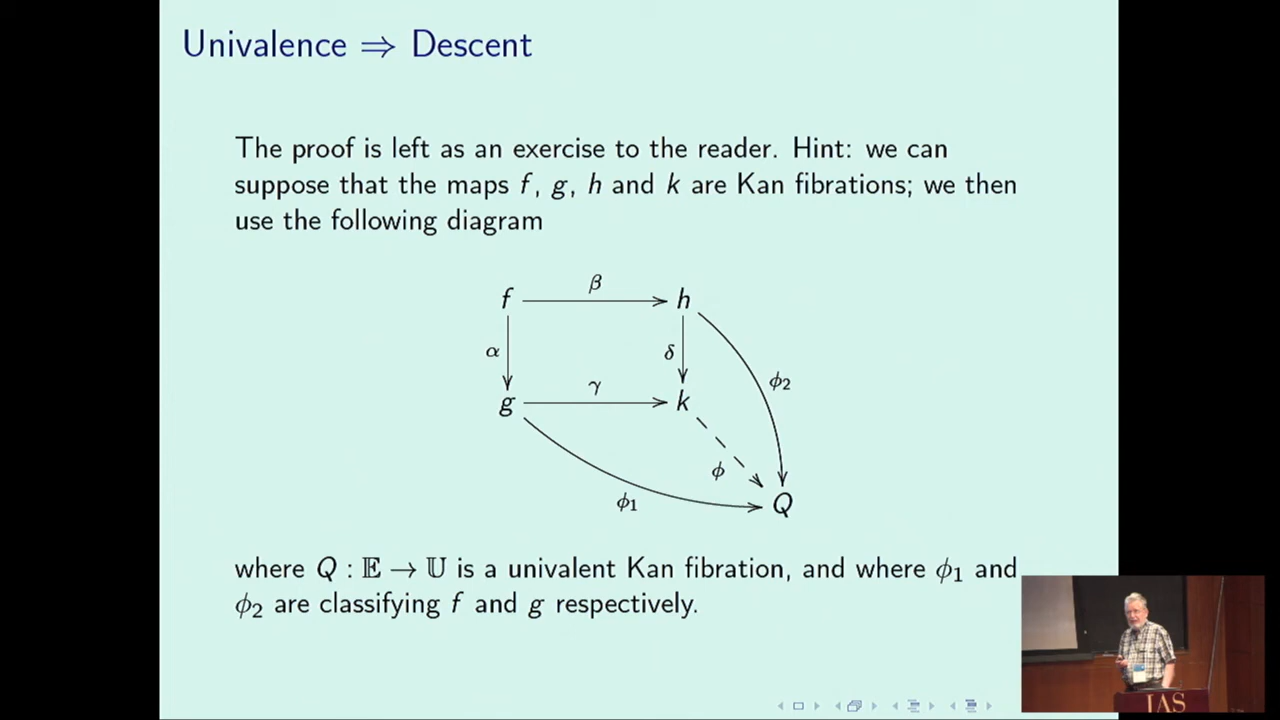 Univalence ⇒ Descent
The proof is left as an exercise to the reader. Hint: we can
suppose that the maps f, g, h and k are Kan fibrations; we then
use the following diagram
f β h
α δ ϕ2
g γ k
ϕ
ϕ1 Q
where Q : 𝔼 → 𝕌 is a univalent Kan fibration, and where ϕ1 and
ϕ2 are classifying f and g respectively.
IAS